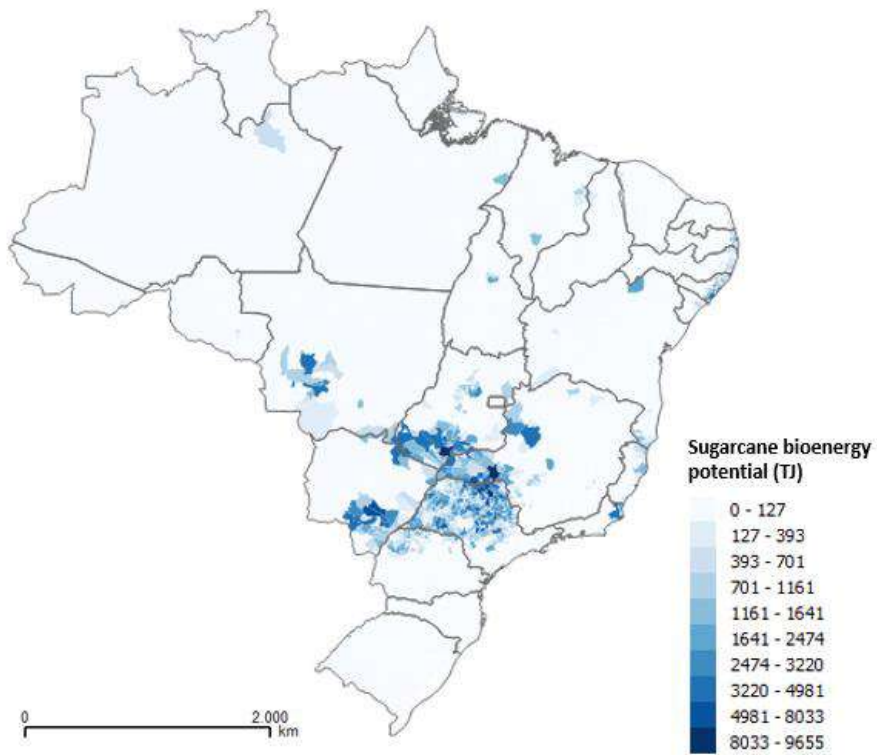 Sugarcane bioenergy
potential (TJ)
0 - 127
127 - 393
393 - 701
701 - 1161
1161 - 1641
1641 - 2474
2474 - 3220
3220 - 4981
4981 - 8033
8033 - 9655
0 2.000
km